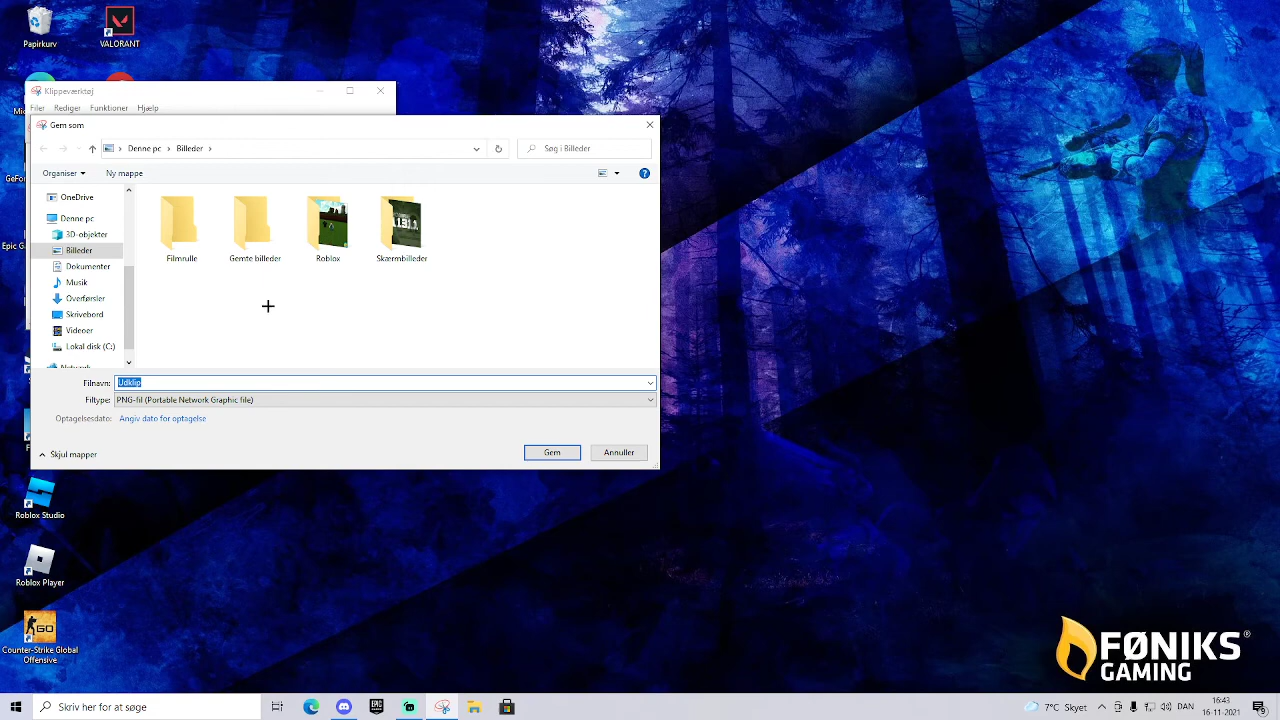 Papirkurv
VALORANT
Klippeværktøj
Filer Rediger Funktioner Hjælp
Gem som
Denne pc > Billeder >
Søg i Billeder
Organiser
Ny mappe
OneDrive
Denne pc
3D-objekter
Billeder
Dokumenter
Musik
Overførsler
Skrivebord
Videoer
Lokal disk (C:)
Filmrulle
Gemte billeder
Roblox
Skærmbilleder
Filnavn: Udklip
Filtype: PNG-fil (Portable Network Graphic file)
Optagelsesdato: Angiv dato for optagelse
Skjul mapper
Gem
Annuller
Roblox Studio
Roblox Player
Counter-Strike Global
Offensive
FØNIKS®
GAMING
Skriv her for at søge
7°C Skyet
DAN
16:43
16-11-2021